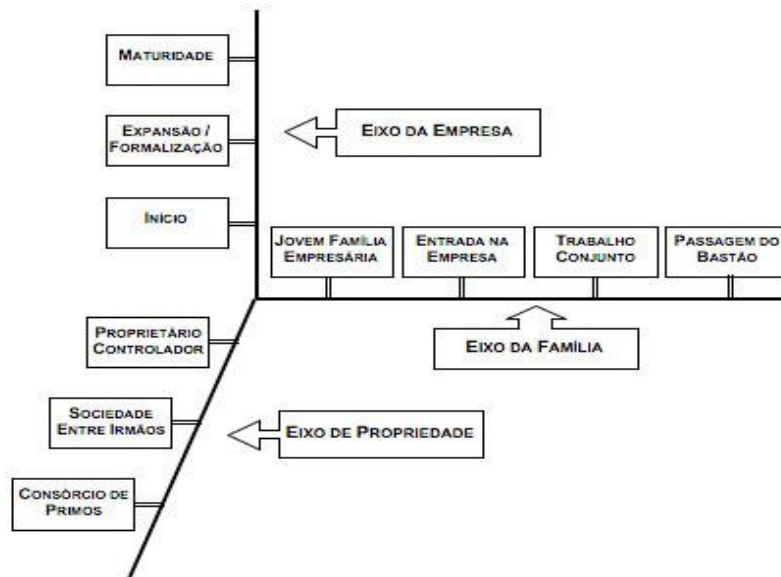 MATURIDADE
EXPANSÃO /
FORMALIZAÇÃO
EIXO DA EMPRESA
INÍCIO
JOVEM FAMÍLIA
EMPRESÁRIA
ENTRADA NA
EMPRESA
TRABALHO
CONJUNTO
PASSAGEM DO
BASTÃO
PROPRIETÁRIO
CONTROLADOR
EIXO DA FAMÍLIA
SOCIEDADE
ENTRE IRMÃOS
EIXO DE PROPRIEDADE
CONSÓRCIO DE
PRIMOS